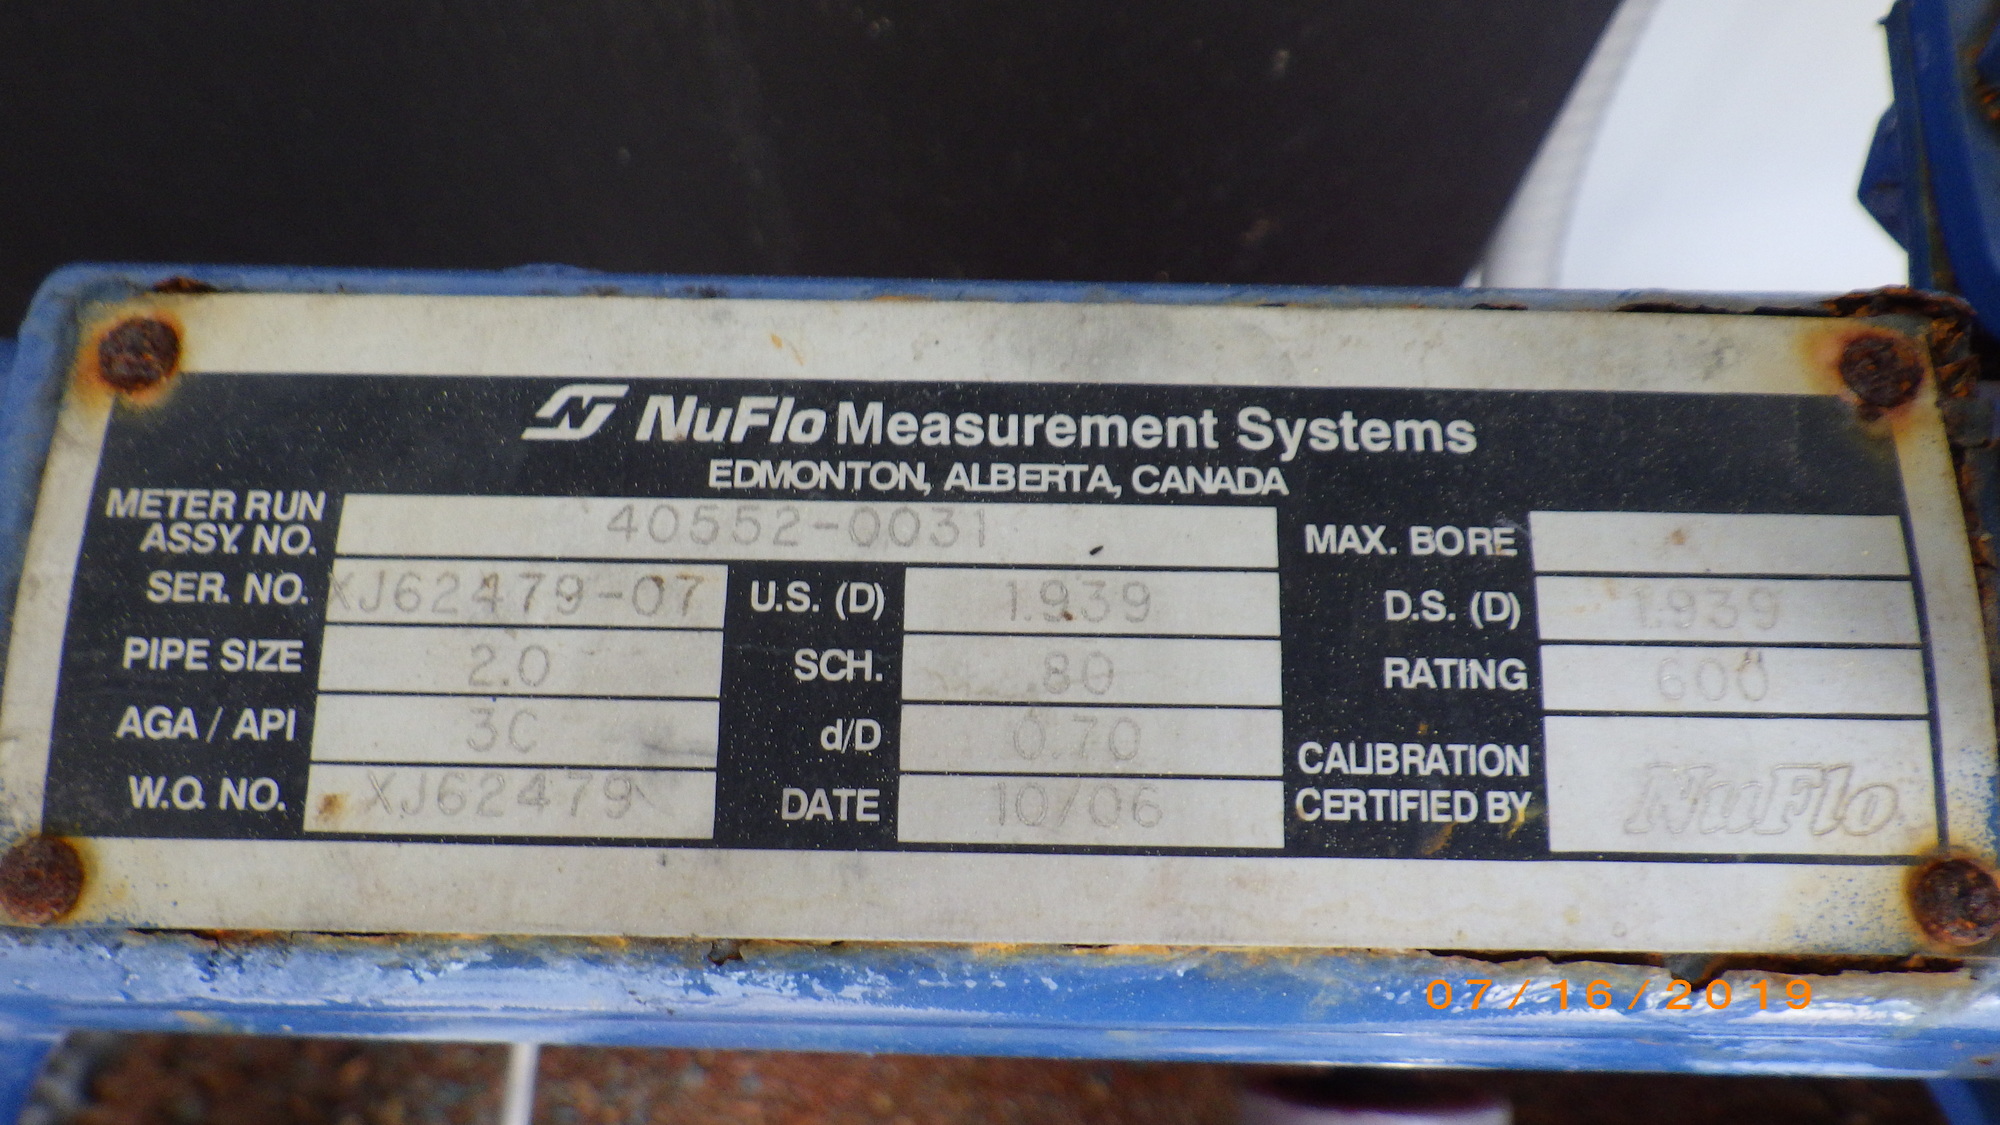 NuFlo Measurement Systems
EDMONTON, ALBERTA, CANADA
METER RUN ASSY. NO. 40552-0031 MAX. BORE
SER. NO. XJ62479-07 U.S. (D) 1.939 D.S. (D) 1.939
PIPE SIZE 2.0 SCH. 80 RATING 600
AGA / API 3C d/D 0.70
W.O. NO. XJ62479 DATE 10/06 CALIBRATION CERTIFIED BY NuFlo
07/16/2019